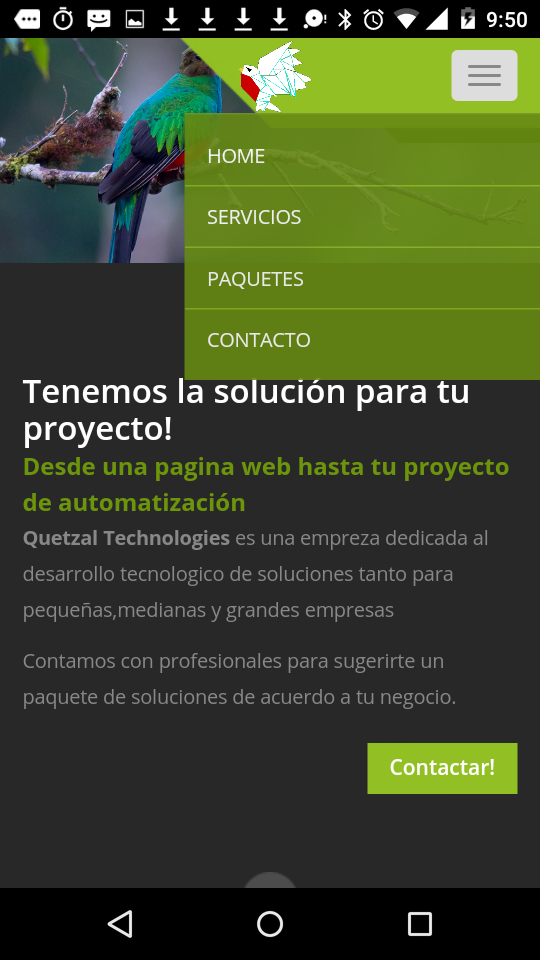 9:50
HOME
SERVICIOS
PAQUETES
CONTACTO
Tenemos la solución para tu
proyecto!
Desde una pagina web hasta tu proyecto
de automatización
Quetzal Technologies es una empreza dedicada al
desarrollo tecnologico de soluciones tanto para
pequeñas,medianas y grandes empresas
Contamos con profesionales para sugerirte un
paquete de soluciones de acuerdo a tu negocio.
Contactar!